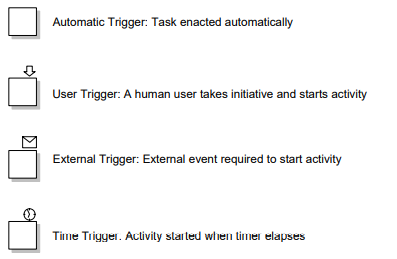 Automatic Trigger: Task enacted automatically
User Trigger: A human user takes initiative and starts activity
External Trigger: External event required to start activity
Time Trigger: Activity started when timer elapses